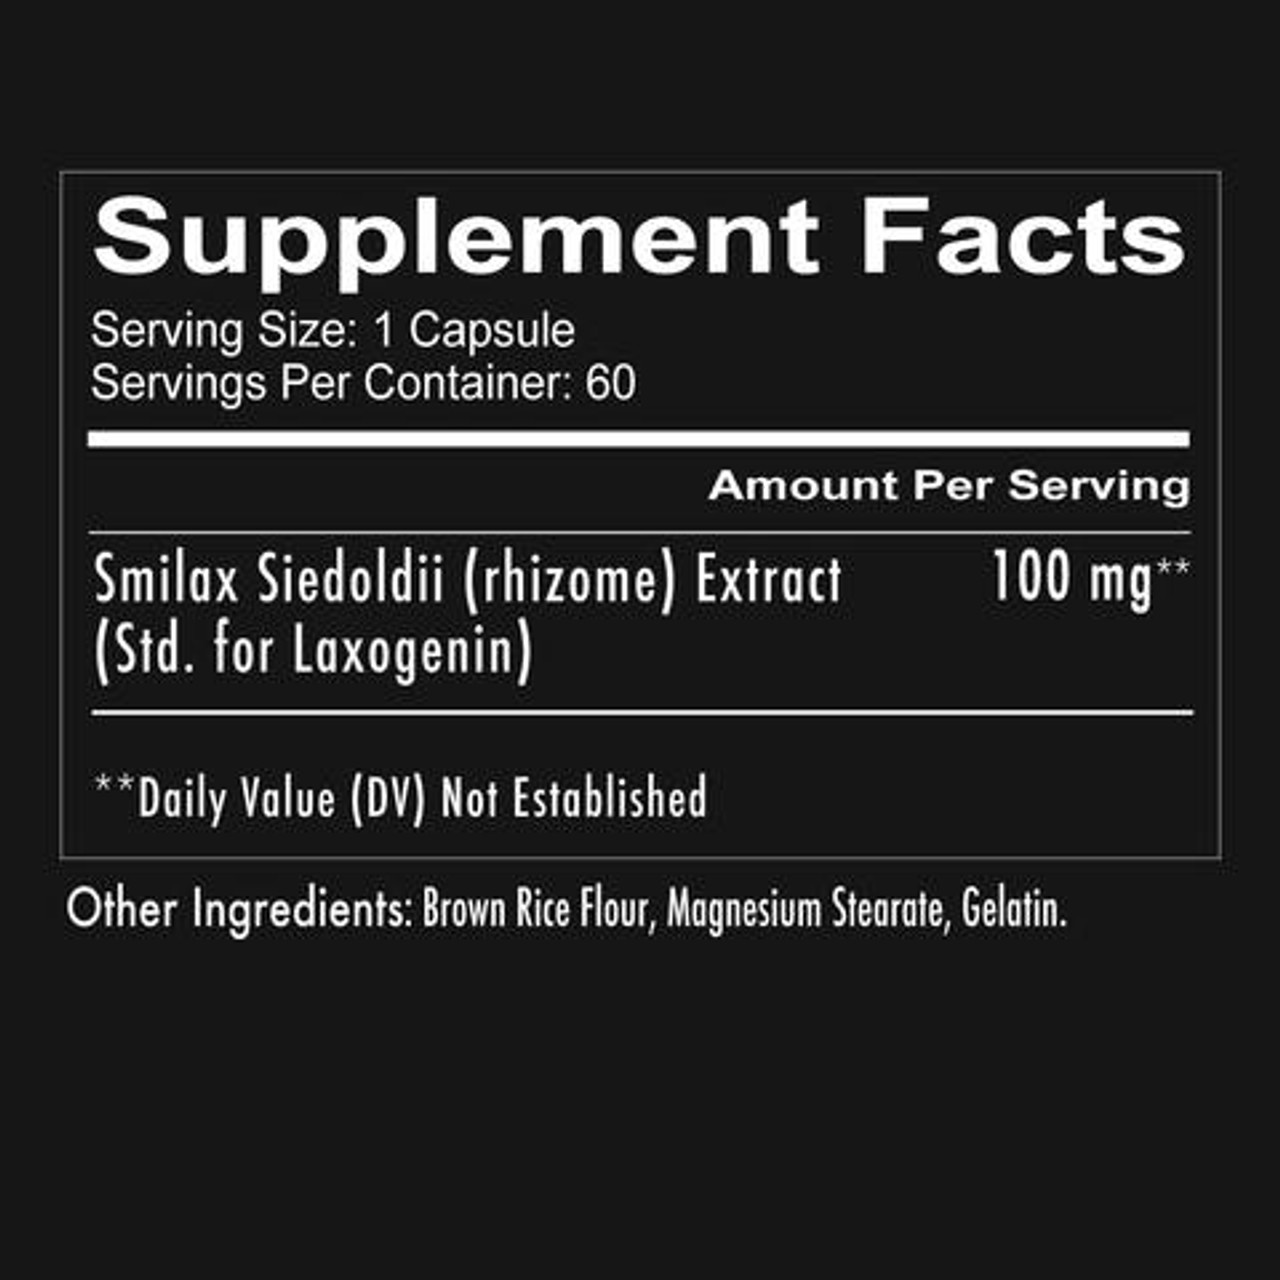 Supplement Facts
Serving Size: 1 Capsule
Servings Per Container: 60
Amount Per Serving
Smilax Siedoldii (rhizome) Extract 100 mg**
(Std. for Laxogenin)
**Daily Value (DV) Not Established
Other Ingredients: Brown Rice Flour, Magnesium Stearate, Gelatin.